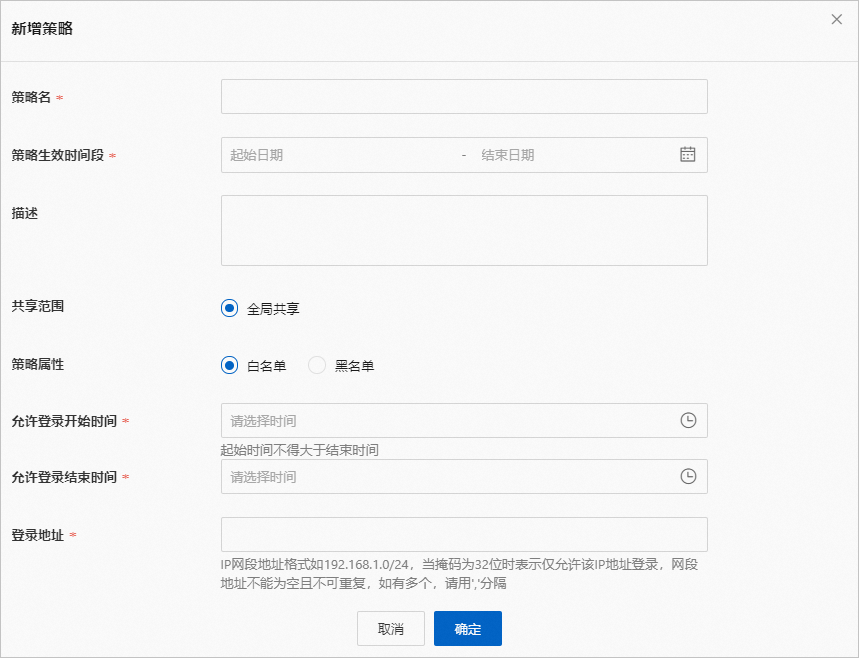 新增策略
策略名 *
策略生效时间段 *
起始日期 - 结束日期
描述
共享范围
全局共享
策略属性
白名单 黑名单
允许登录开始时间 *
请选择时间
起始时间不得大于结束时间
允许登录结束时间 *
请选择时间
登录地址 *
IP网段地址格式如192.168.1.0/24，当掩码为32位时表示仅允许该IP地址登录，网段
地址不能为空且不可重复，如有多个，请用','分隔
取消 确定